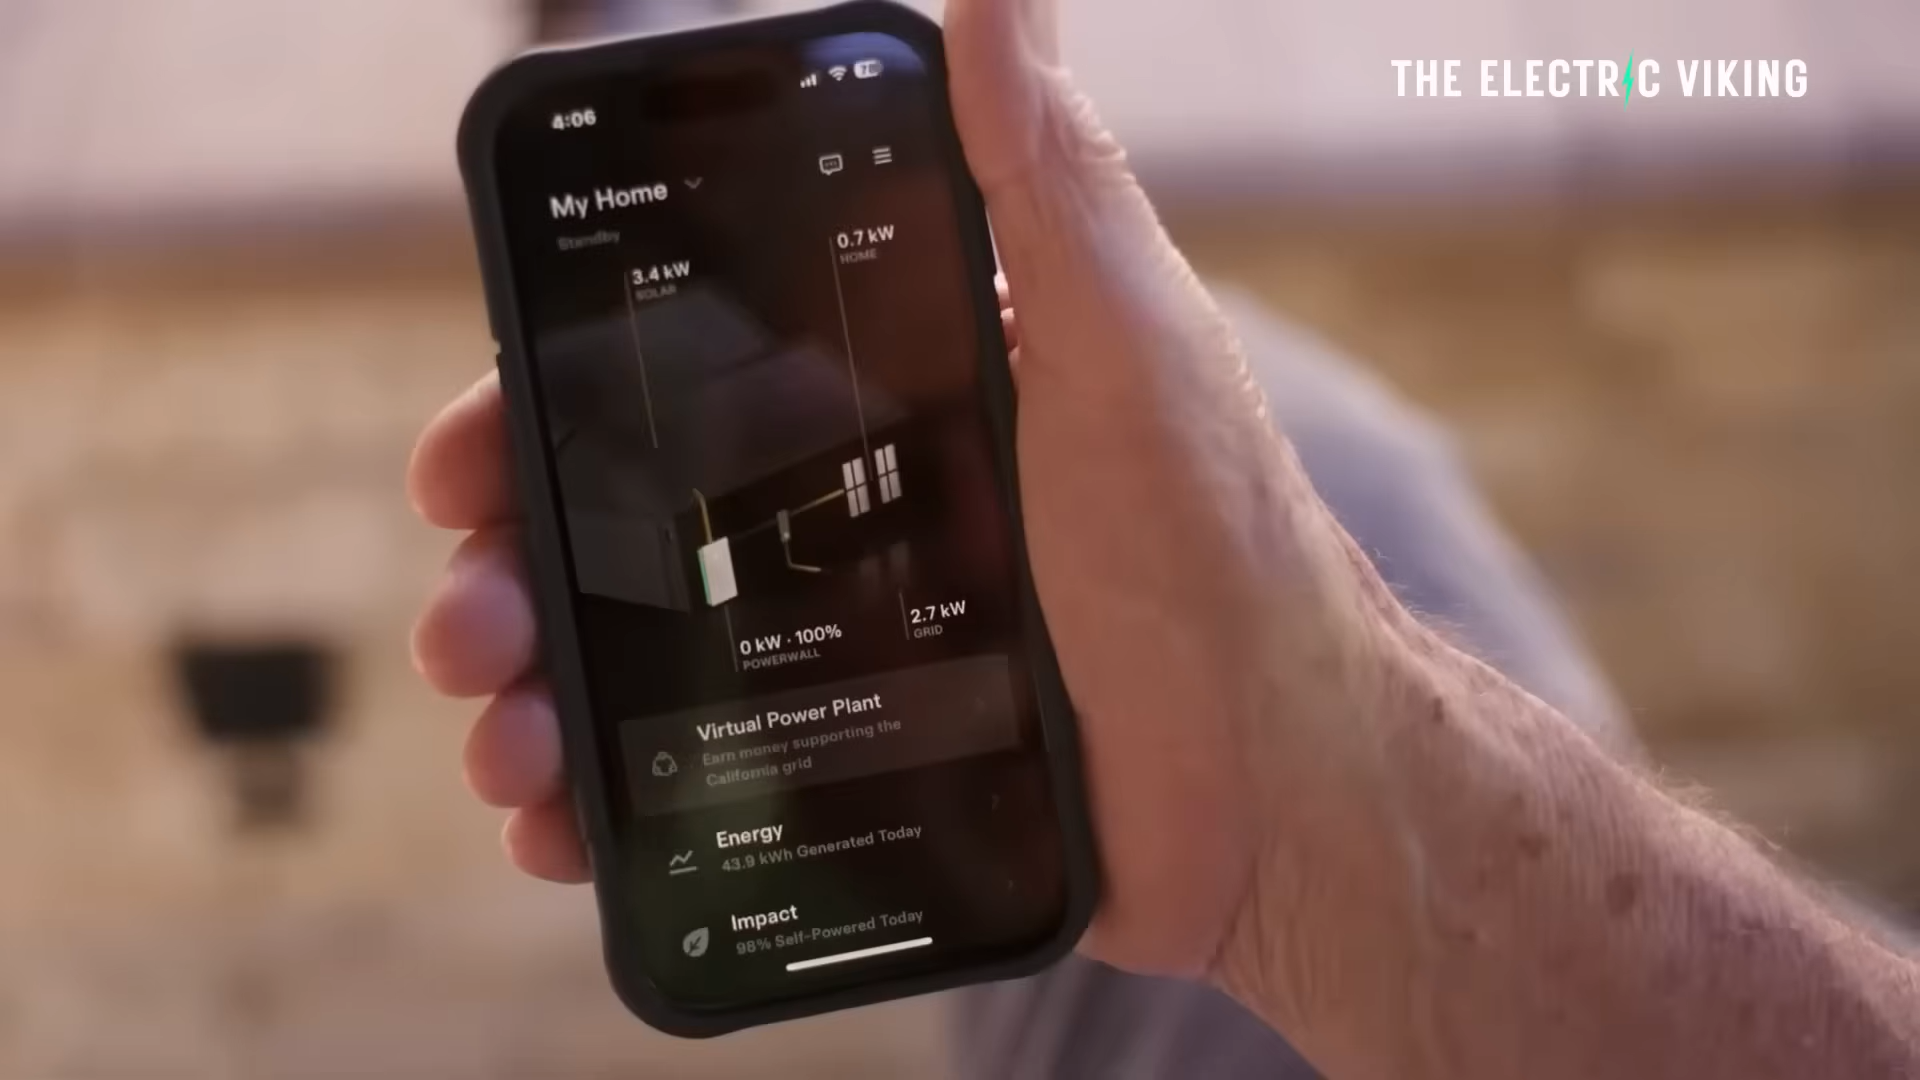 THE ELECTRIC VIKING
4:06
My Home
Standby
3.4 kW
SOLAR
0.7 kW
HOME
0 kW · 100%
POWERWALL
2.7 kW
GRID
Virtual Power Plant
Earn money supporting the
California grid
Energy
43.9 kWh Generated Today
Impact
98% Self-Powered Today